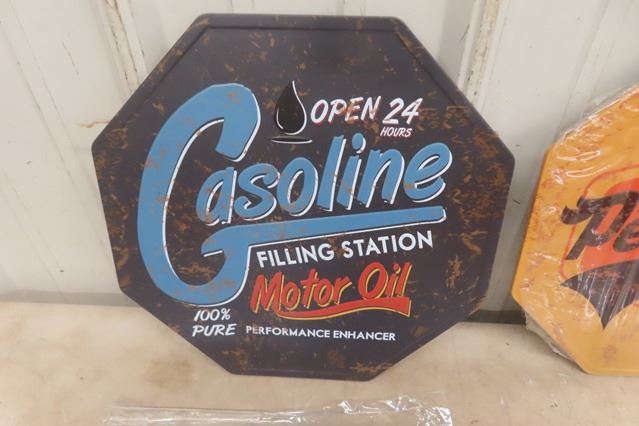 OPEN 24
HOURS
Gasoline
FILLING STATION
Motor Oil
100%
PURE
PERFORMANCE ENHANCER